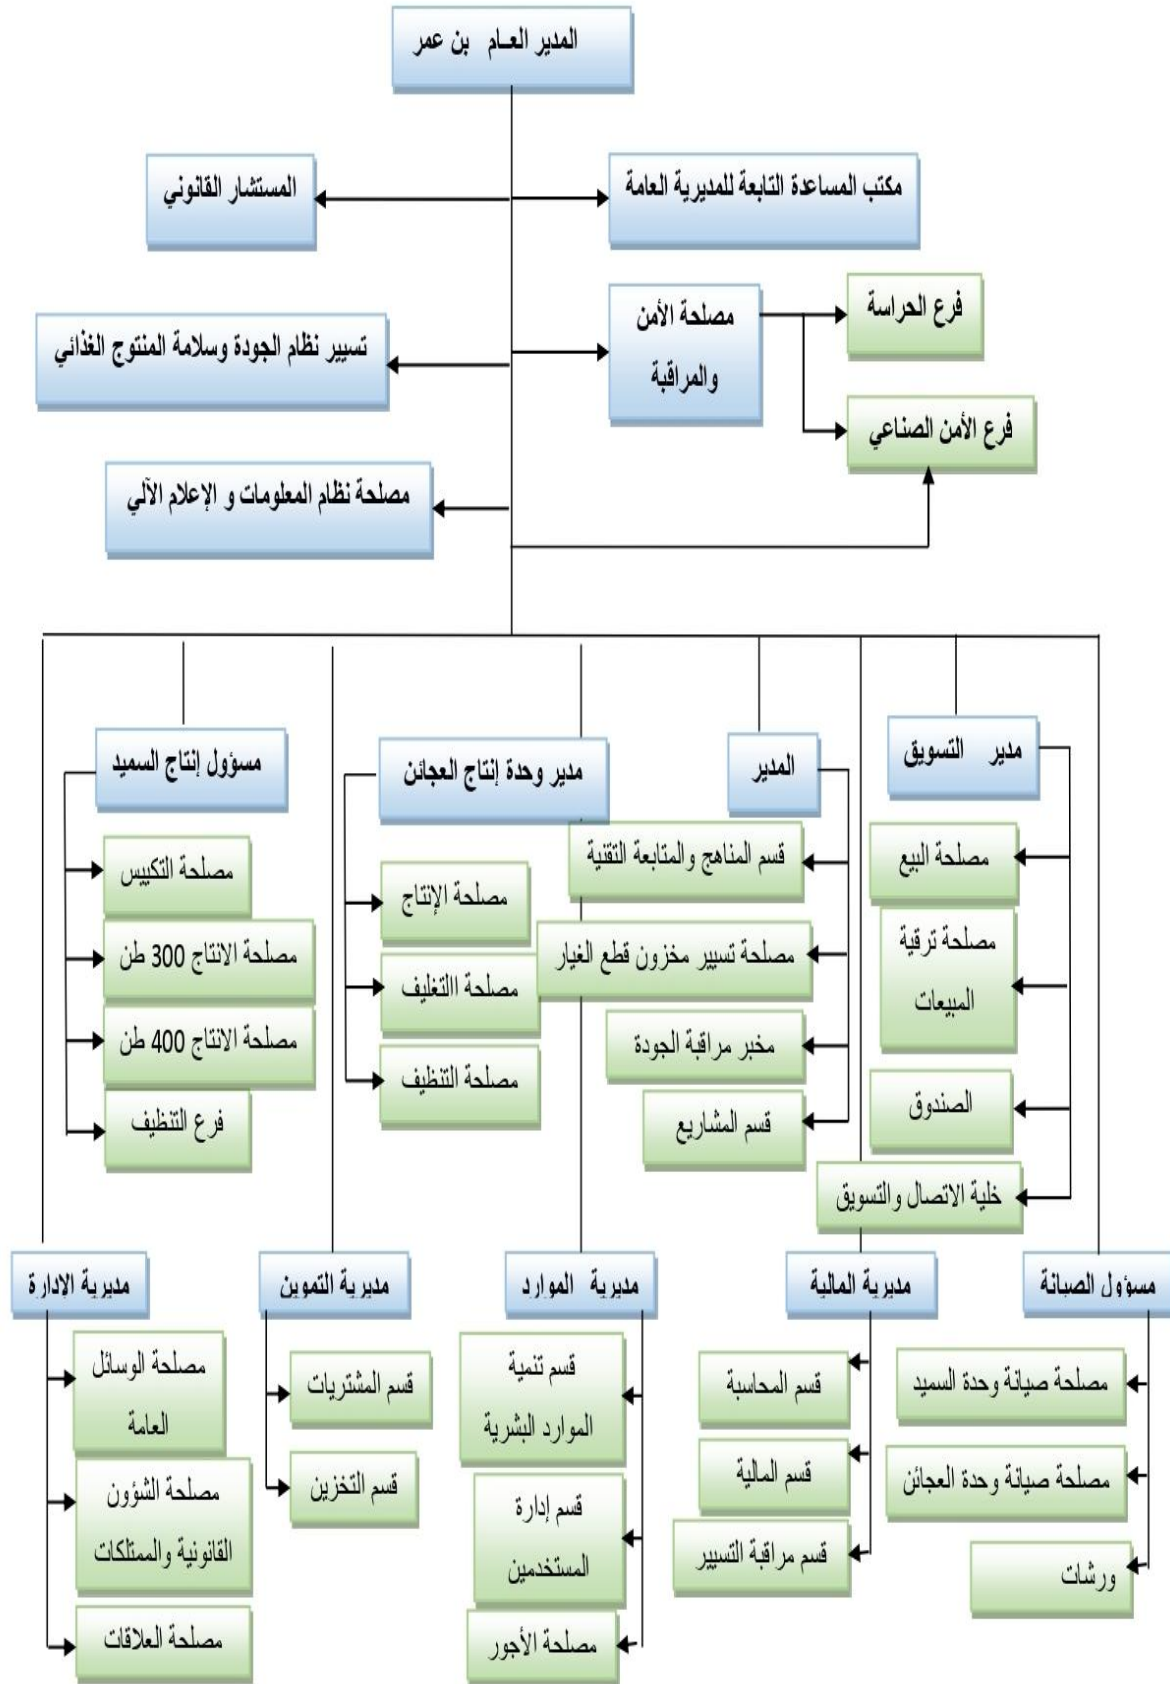 المدير العام بن عمر
مكتب المساعدة التابعة للمديرية العامة
المستشار القانوني
مصلحة الأمن
والمراقبة
فرع الحراسة
فرع الأمن الصناعي
تسيير نظام الجودة وسلامة المنتوج الغذائي
مصلحة نظام المعلومات و الإعلام الآلي
مدير التسويق
مصلحة البيع
مصلحة ترقية
المبيعات
الصندوق
خلية الاتصال والتسويق
المدير
قسم المناهج والمتابعة التقنية
مصلحة تسيير مخزون قطع الغيار
مخبر مراقبة الجودة
قسم المشاريع
مدير وحدة إنتاج العجائن
مصلحة الإنتاج
مصلحة االتغليف
مصلحة التنظيف
مسؤول إنتاج السميد
مصلحة التكييس
مصلحة الانتاج 300 طن
مصلحة الانتاج 400 طن
فرع التنظيف
مسؤول الصيانة
مصلحة صيانة وحدة السميد
مصلحة صيانة وحدة العجائن
ورشات
مديرية المالية
قسم المحاسبة
قسم المالية
قسم مراقبة التسيير
مديرية الموارد
قسم تنمية
الموارد البشرية
قسم إدارة
المستخدمين
مصلحة الأجور
مديرية التموين
قسم المشتريات
قسم التخزين
مديرية الإدارة
مصلحة الوسائل
العامة
مصلحة الشؤون
القانونية والممتلكات
مصلحة العلاقات